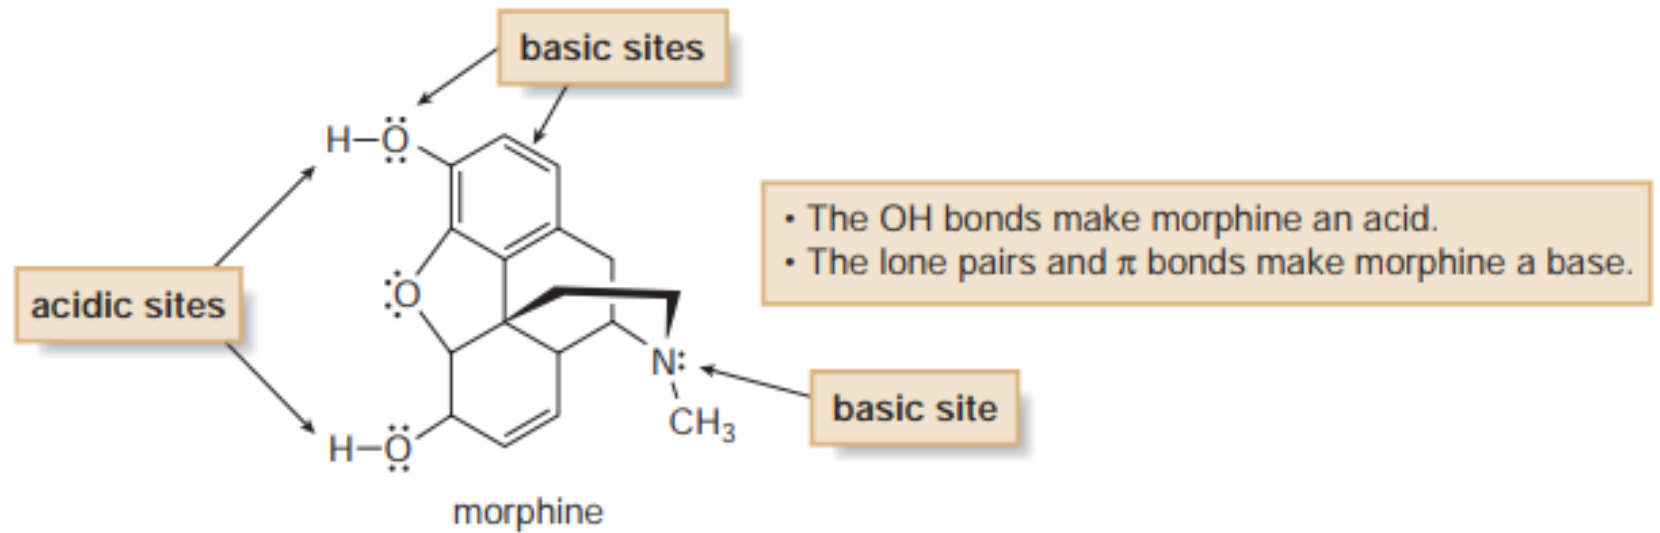 basic sites
H–Ö:
• The OH bonds make morphine an acid.
• The lone pairs and π bonds make morphine a base.
:O
acidic sites
N:
basic site
CH₃
H–Ö:
morphine